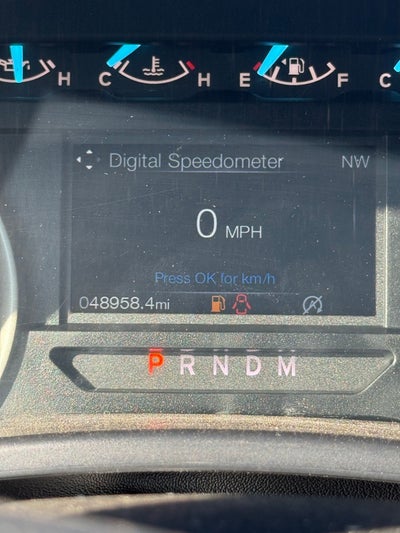 H C H E F C
Digital Speedometer NW
0 MPH
Press OK for km/h
048958.4mi
P R N D M